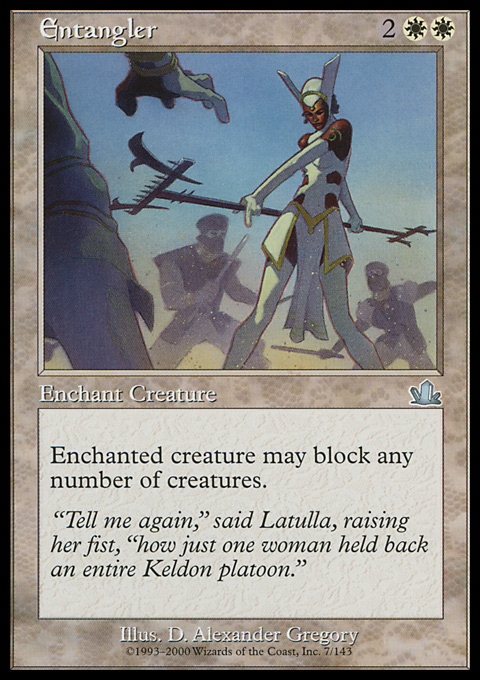 Entangler 2
Enchant Creature
Enchanted creature may block any
number of creatures.
“Tell me again,” said Latulla, raising
her fist, “how just one woman held back
an entire Keldon platoon.”
Illus. D. Alexander Gregory
©1993–2000 Wizards of the Coast, Inc. 7/143